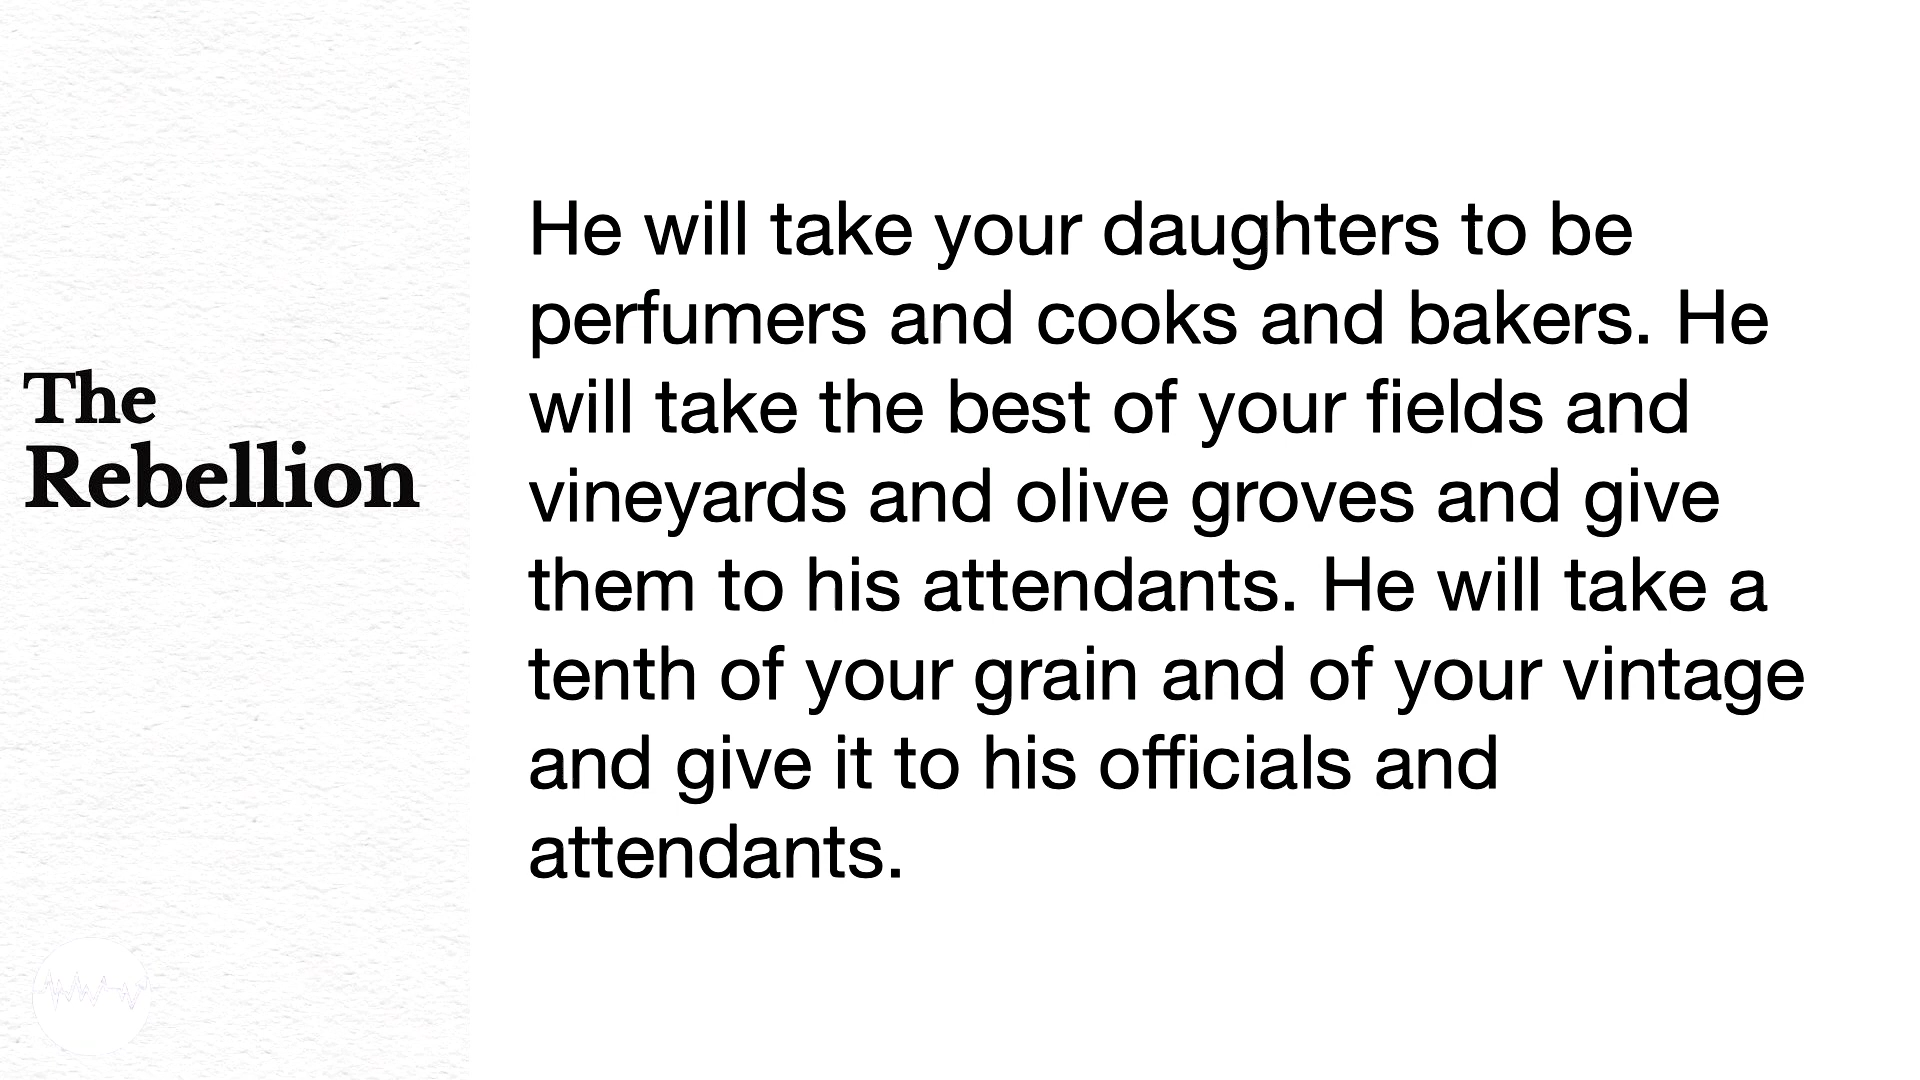 The
Rebellion
He will take your daughters to be
perfumers and cooks and bakers. He
will take the best of your fields and
vineyards and olive groves and give
them to his attendants. He will take a
tenth of your grain and of your vintage
and give it to his officials and
attendants.